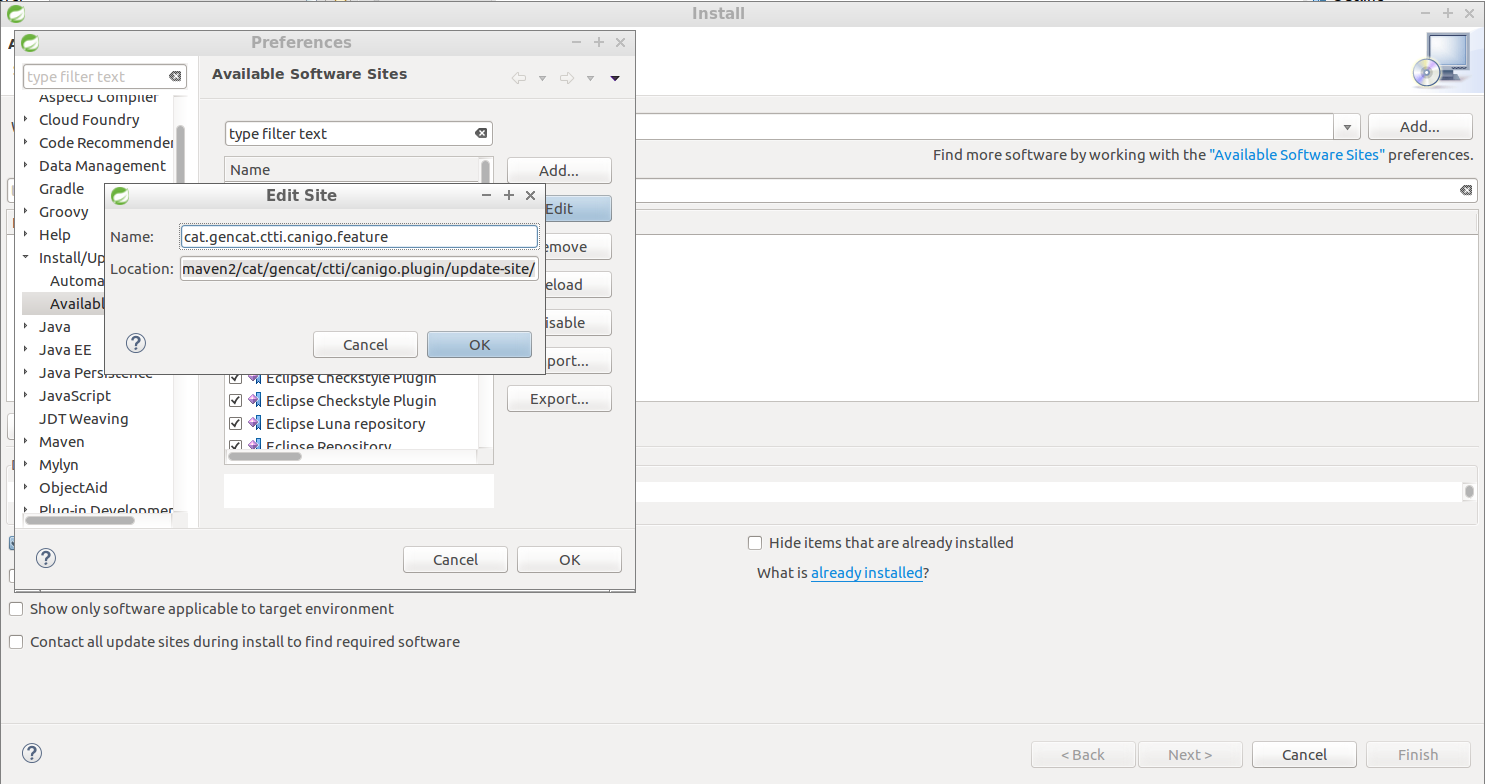 Install
Preferences
type filter text
Available Software Sites
AspectJ Compiler
Cloud Foundry
Code Recommender
Data Management
Gradle
Groovy
Help
Install/Up
Automa
Availabl
Java
Java EE
Java Persistence
JavaScript
JDT Weaving
Maven
Mylyn
ObjectAid
Plug-in Developmer
type filter text
Name
Add...
Edit
emove
eload
isable
port...
Export...
Edit Site
Name:
cat.gencat.ctti.canigo.feature
Location:
maven2/cat/gencat/ctti/canigo.plugin/update-site/
?
Cancel
OK
Eclipse Checkstyle Plugin
Eclipse Checkstyle Plugin
Eclipse Luna repository
Eclipse Repository
?
Cancel
OK
Add...
Find more software by working with the "Available Software Sites" preferences.
Hide items that are already installed
What is already installed?
Show only software applicable to target environment
Contact all update sites during install to find required software
?
< Back
Next >
Cancel
Finish